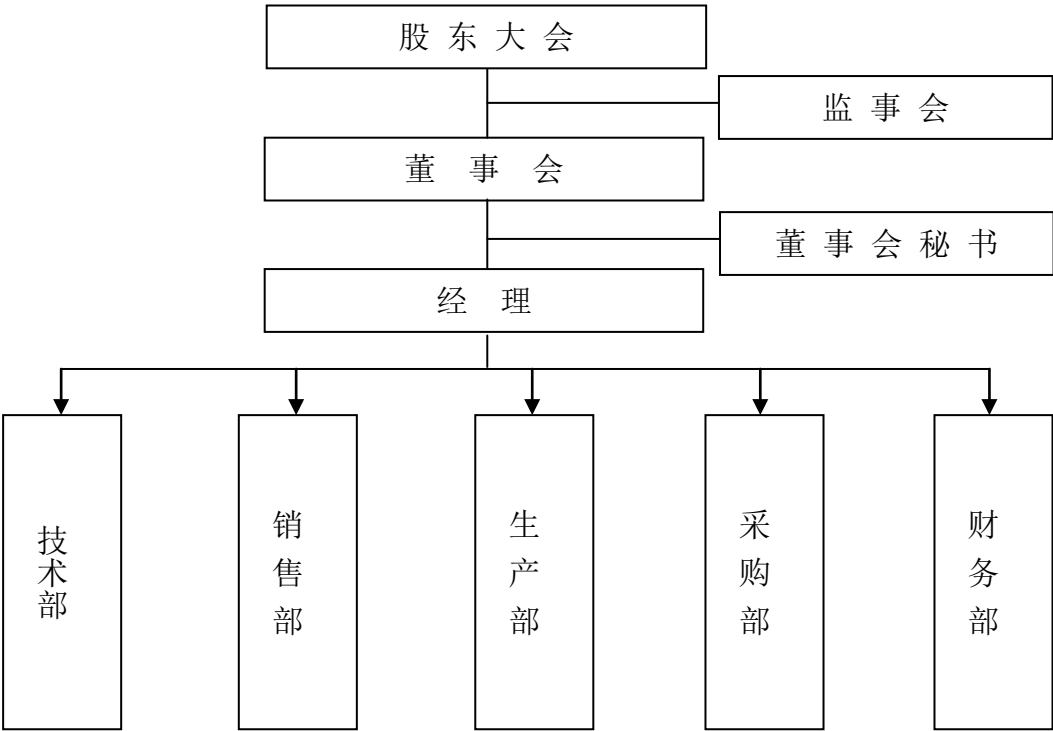 股东大会
监事会
董事会
董事会秘书
经理
技术部
销售部
生产部
采购部
财务部